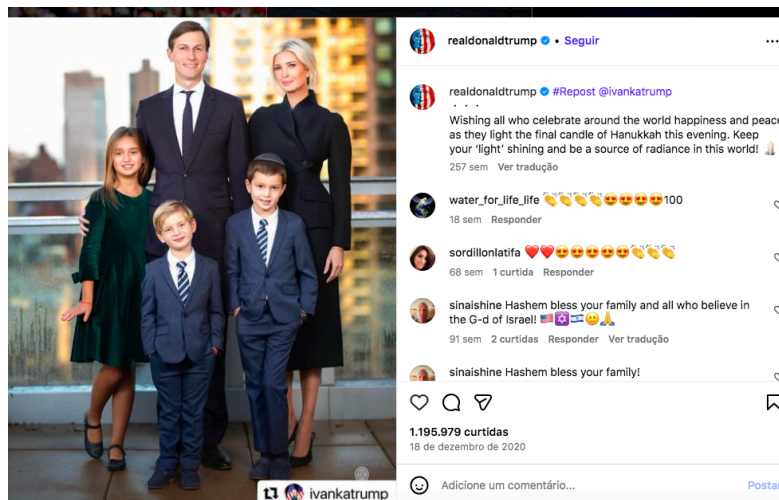 realdonaldtrump • Seguir
realdonaldtrump #Repost @ivankatrump
· · ·
Wishing all who celebrate around the world happiness and peace
as they light the final candle of Hanukkah this evening. Keep
your ‘light’ shining and be a source of radiance in this world! 🕯️
257 sem Ver tradução
water_for_life_life 👏👏👏👏😍😍😍😍100
18 sem Responder
sordillonlatifa ❤️❤️😍😍😍😍😍👏👏👏
68 sem 1 curtida Responder
sinaishine Hashem bless your family and all who believe in
the G-d of Israel! 🇺🇸✡️🇮🇱🙂🙏
91 sem 2 curtidas Responder Ver tradução
sinaishine Hashem bless your family!
1.195.979 curtidas
18 de dezembro de 2020
Adicione um comentário...
Postar
ivankatrump